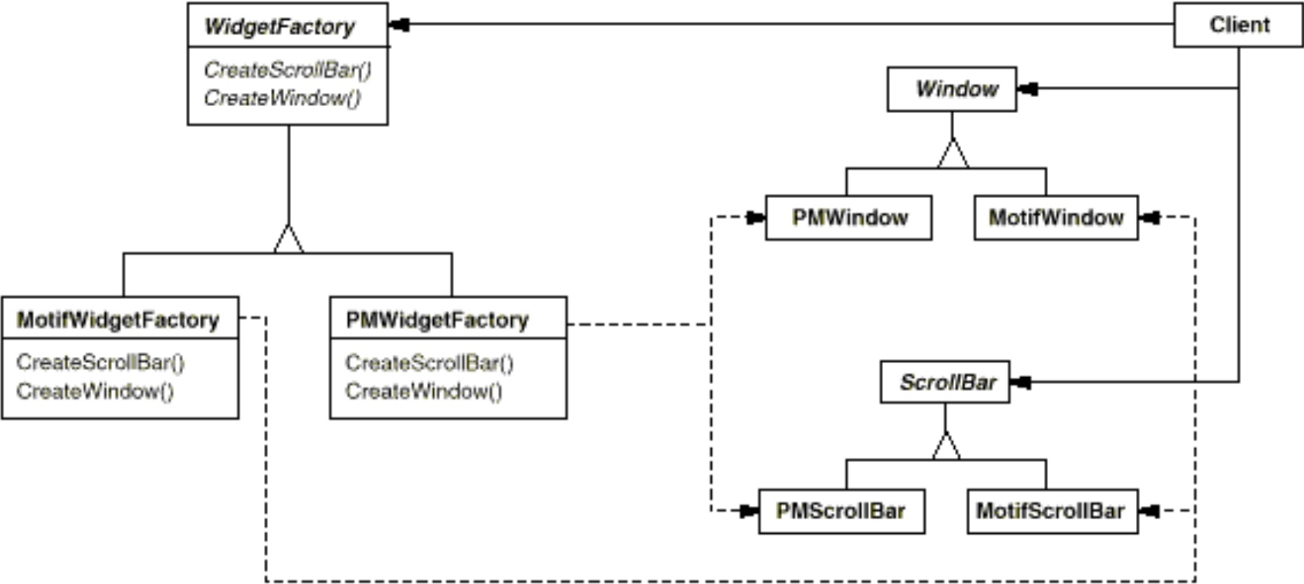 WidgetFactory
CreateScrollBar()
CreateWindow()
Client
Window
PMWindow
MotifWindow
MotifWidgetFactory
CreateScrollBar()
CreateWindow()
PMWidgetFactory
CreateScrollBar()
CreateWindow()
ScrollBar
PMScrollBar
MotifScrollBar